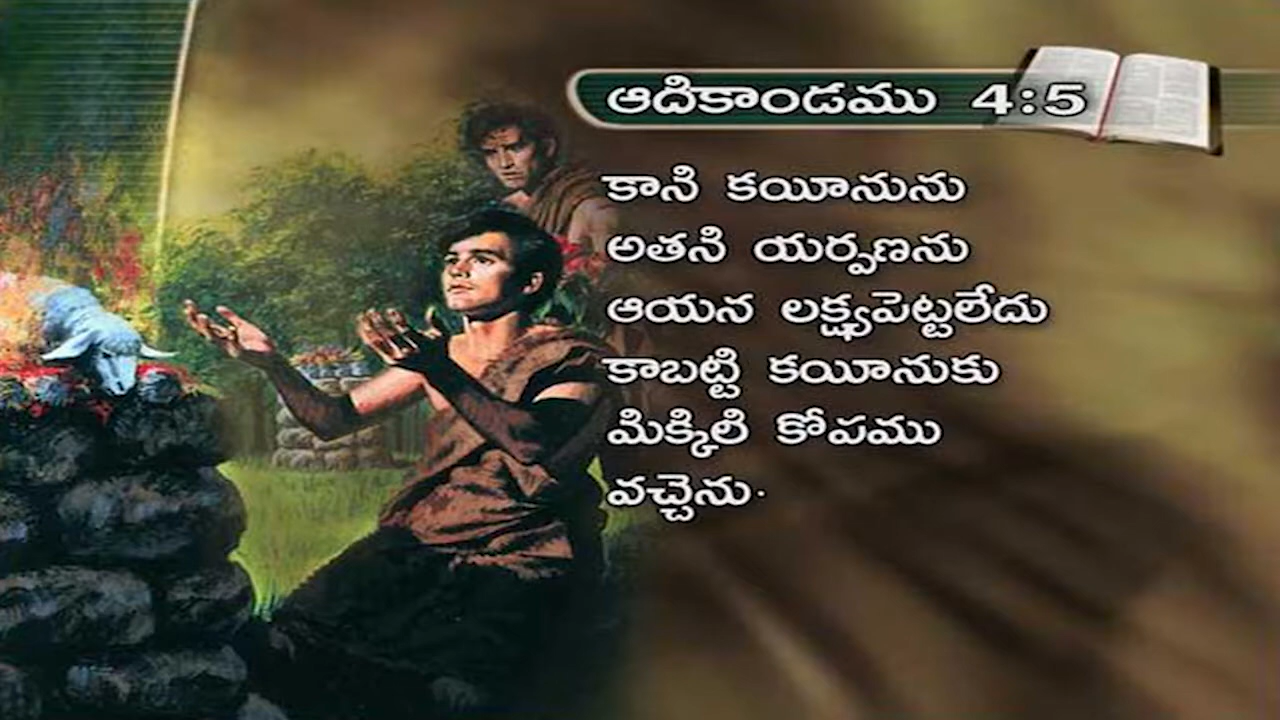 ఆదికాండము 4:5
కాని కయీనును
అతని యర్పణను
ఆయన లక్ష్యపెట్టలేదు
కాబట్టి కయీనుకు
మిక్కిలి కోపము
వచ్చెను.